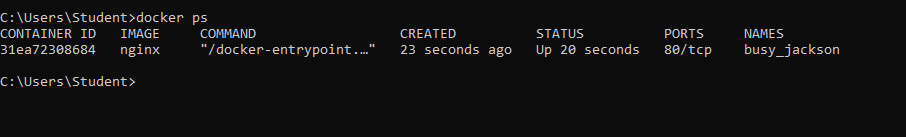 C:\Users\Student>docker ps
CONTAINER ID   IMAGE     COMMAND                  CREATED          STATUS          PORTS     NAMES
31ea72308684   nginx     "/docker-entrypoint.…"   23 seconds ago   Up 20 seconds   80/tcp    busy_jackson
C:\Users\Student>